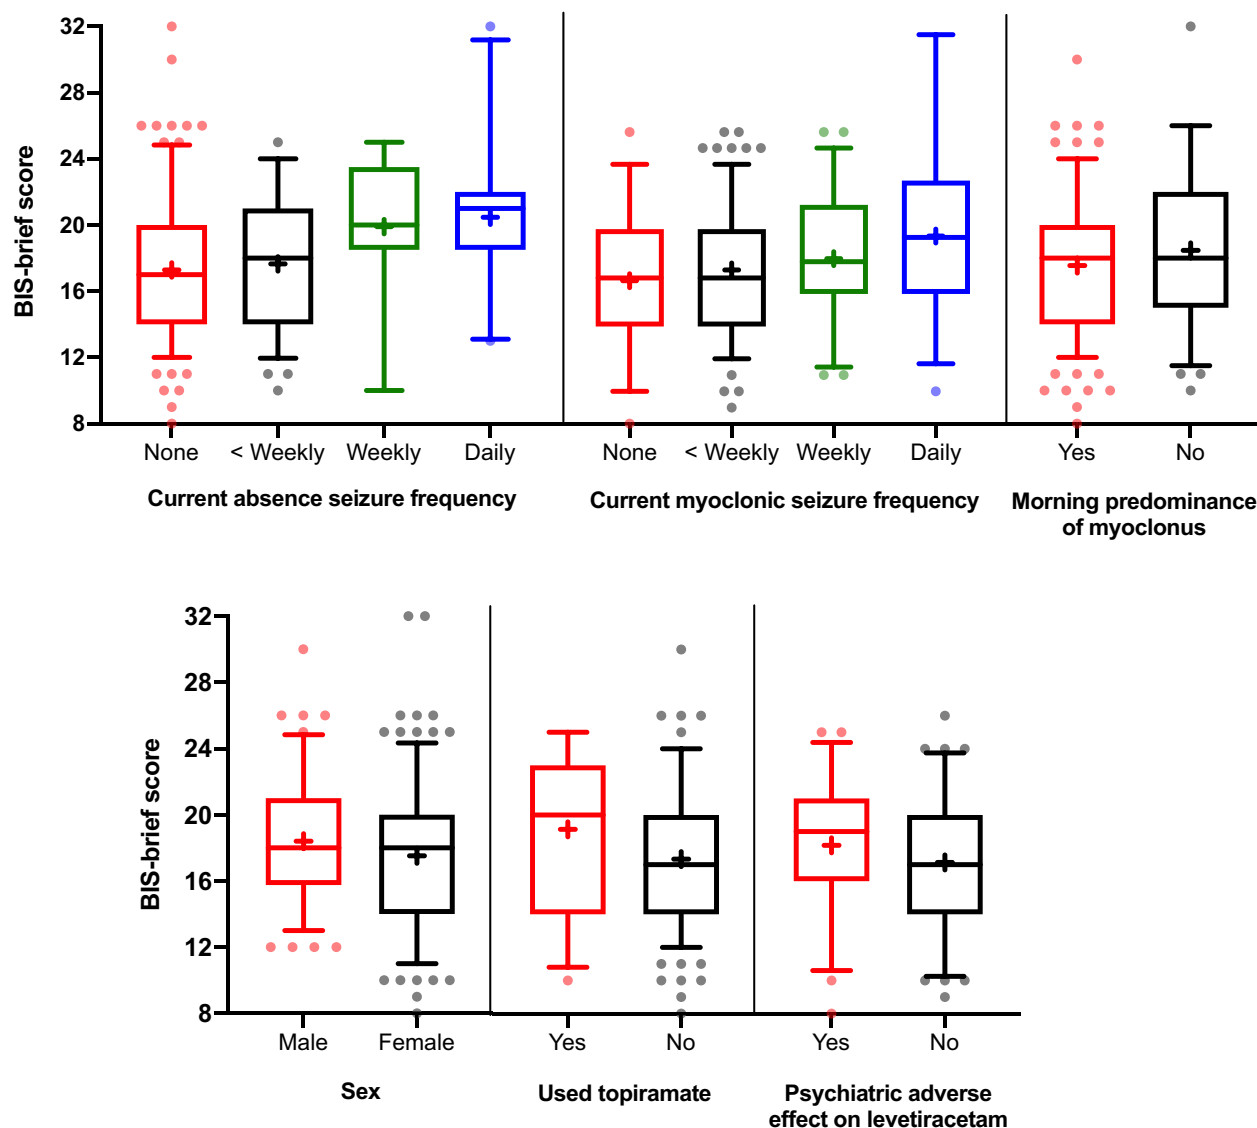 BIS-brief score
32
28
24
20
16
12
8
None < Weekly Weekly Daily None < Weekly Weekly Daily Yes No
Current absence seizure frequency Current myoclonic seizure frequency Morning predominance
of myoclonus
BIS-brief score
32
28
24
20
16
12
8
Male Female Yes No Yes No
Sex Used topiramate Psychiatric adverse
effect on levetiracetam